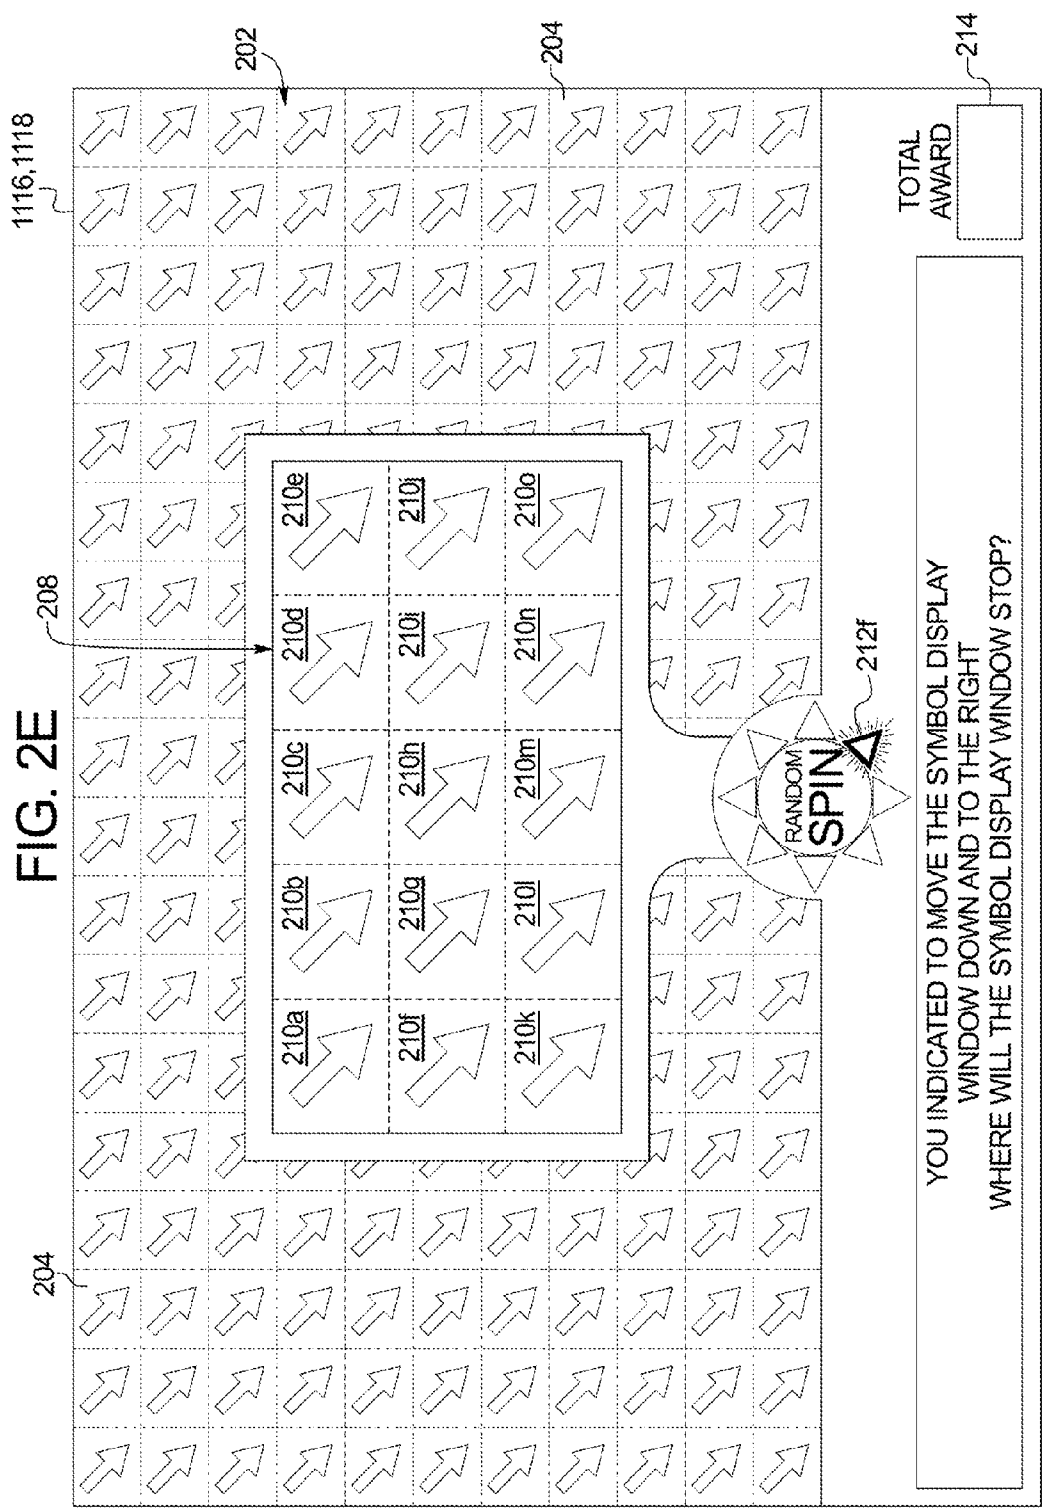 FIG. 2E
1116,1118
202
204
204
208
210a
210b
210c
210d
210e
210f
210g
210h
210i
210j
210k
210l
210m
210n
210o
RANDOM
SPIN
212f
TOTAL
AWARD
214
YOU INDICATED TO MOVE THE SYMBOL DISPLAY
WINDOW DOWN AND TO THE RIGHT
WHERE WILL THE SYMBOL DISPLAY WINDOW STOP?